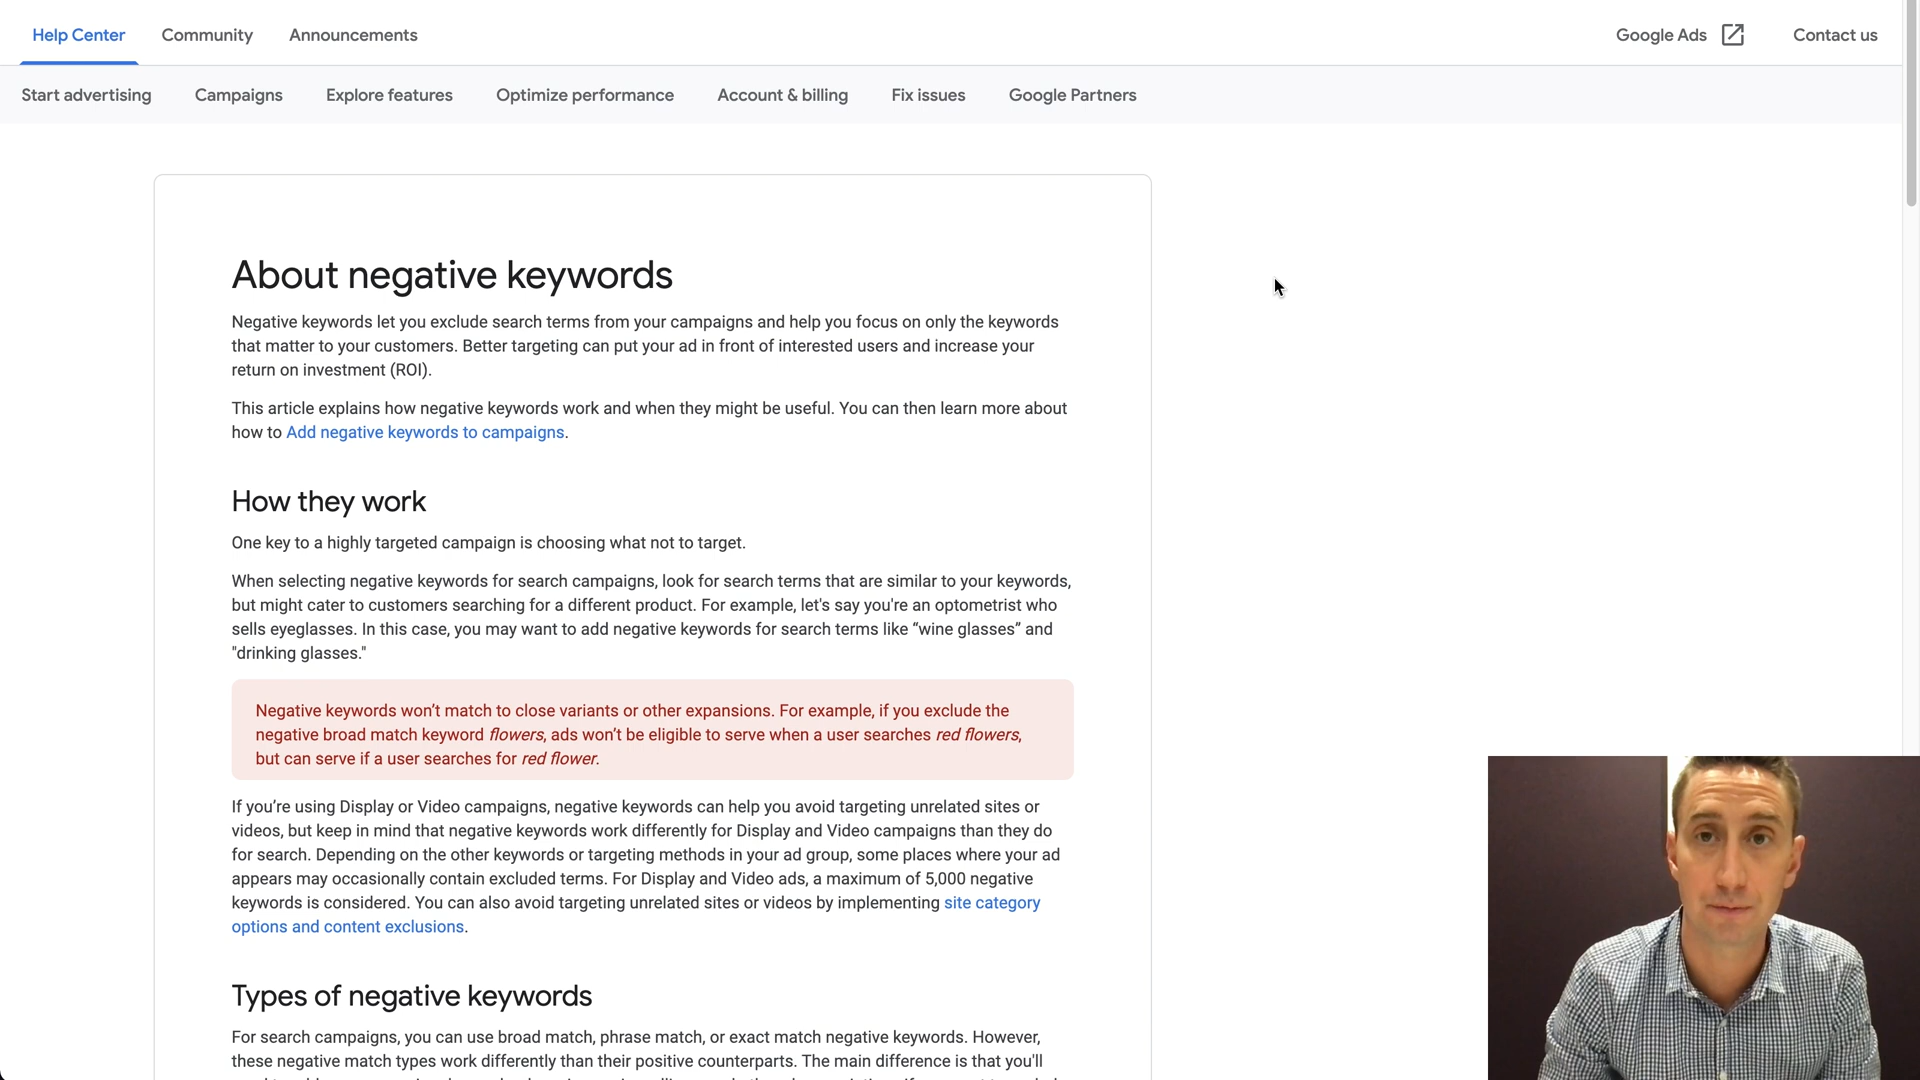 Help Center Community Announcements Google Ads Contact us
Start advertising Campaigns Explore features Optimize performance Account & billing Fix issues Google Partners
About negative keywords
Negative keywords let you exclude search terms from your campaigns and help you focus on only the keywords
that matter to your customers. Better targeting can put your ad in front of interested users and increase your
return on investment (ROI).
This article explains how negative keywords work and when they might be useful. You can then learn more about
how to Add negative keywords to campaigns.
How they work
One key to a highly targeted campaign is choosing what not to target.
When selecting negative keywords for search campaigns, look for search terms that are similar to your keywords,
but might cater to customers searching for a different product. For example, let's say you're an optometrist who
sells eyeglasses. In this case, you may want to add negative keywords for search terms like “wine glasses” and
"drinking glasses."
Negative keywords won’t match to close variants or other expansions. For example, if you exclude the
negative broad match keyword flowers, ads won’t be eligible to serve when a user searches red flowers,
but can serve if a user searches for red flower.
If you’re using Display or Video campaigns, negative keywords can help you avoid targeting unrelated sites or
videos, but keep in mind that negative keywords work differently for Display and Video campaigns than they do
for search. Depending on the other keywords or targeting methods in your ad group, some places where your ad
appears may occasionally contain excluded terms. For Display and Video ads, a maximum of 5,000 negative
keywords is considered. You can also avoid targeting unrelated sites or videos by implementing site category
options and content exclusions.
Types of negative keywords
For search campaigns, you can use broad match, phrase match, or exact match negative keywords. However,
these negative match types work differently than their positive counterparts. The main difference is that you'll